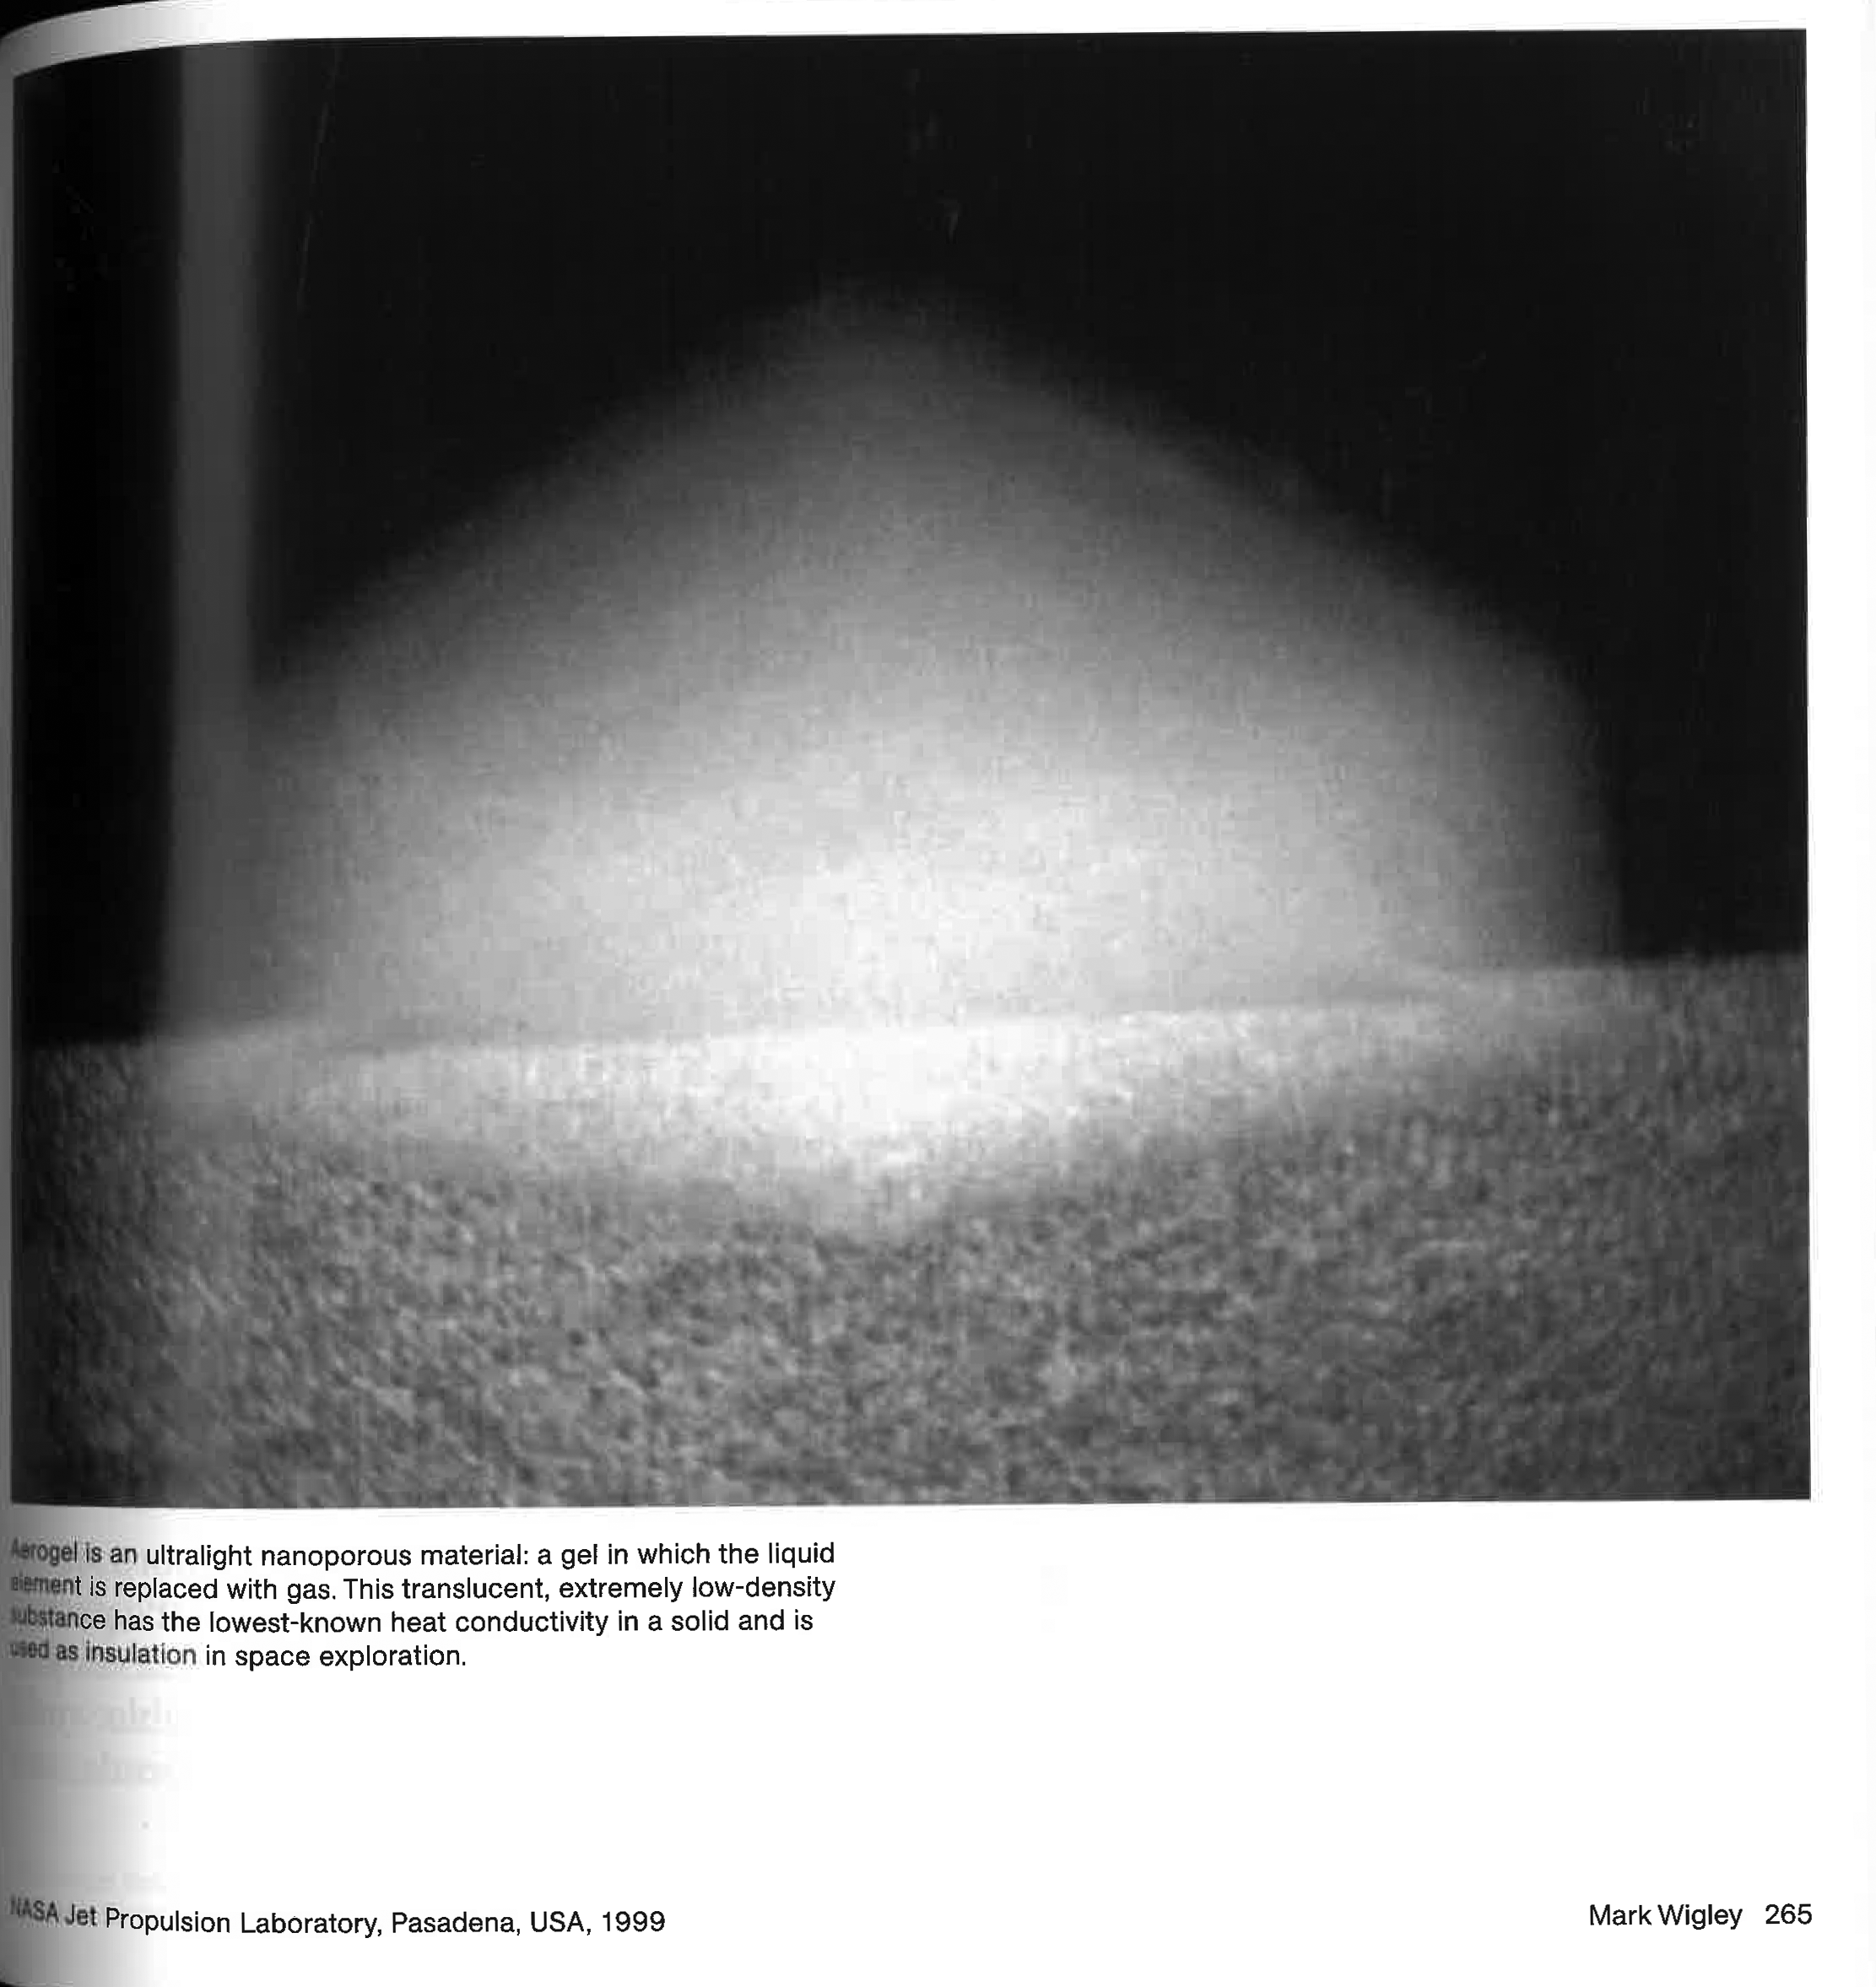 Aerogel is an ultralight nanoporous material: a gel in which the liquid
element is replaced with gas. This translucent, extremely low-density
substance has the lowest-known heat conductivity in a solid and is
used as insulation in space exploration.
NASA Jet Propulsion Laboratory, Pasadena, USA, 1999
Mark Wigley 265